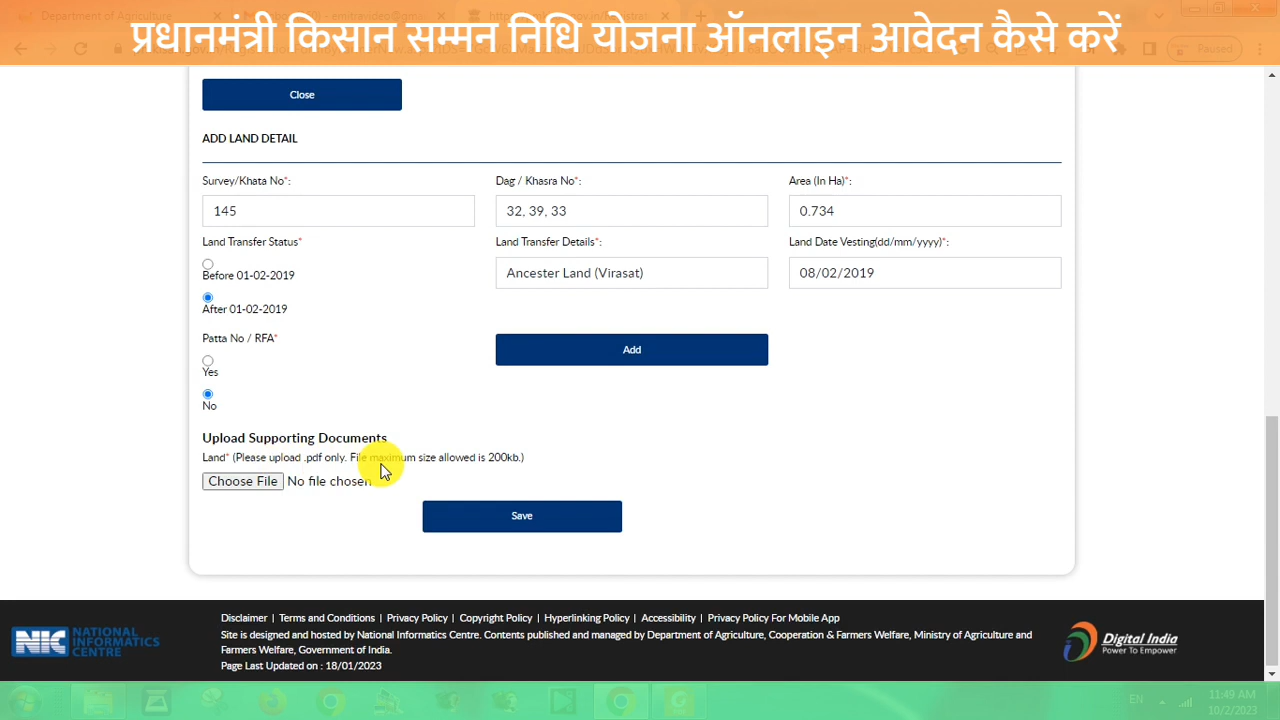 प्रधानमंत्री किसान सम्मन निधि योजना ऑनलाइन आवेदन कैसे करें
Department of Agriculture
Paused
Close
ADD LAND DETAIL
Survey/Khata No*: Dag / Khasra No*: Area (In Ha)*:
145 32, 39, 33 0.734
Land Transfer Status* Land Transfer Details*: Land Date Vesting(dd/mm/yyyy)*:
Before 01-02-2019 Ancester Land (Virasat) 08/02/2019
After 01-02-2019
Patta No / RFA*
Add
Yes
No
Upload Supporting Documents
Land* (Please upload .pdf only. File maximum size allowed is 200kb.)
Choose File No file chosen
Save
Disclaimer | Terms and Conditions | Privacy Policy | Copyright Policy | Hyperlinking Policy | Accessibility | Privacy Policy For Mobile App
Site is designed and hosted by National Informatics Centre. Contents published and managed by Department of Agriculture, Cooperation & Farmers Welfare, Ministry of Agriculture and
Farmers Welfare, Government of India.
Page Last Updated on : 18/01/2023
NIC NATIONAL INFORMATICS CENTRE
Digital India
Power To Empower
EN 11:49 AM
10/2/2023